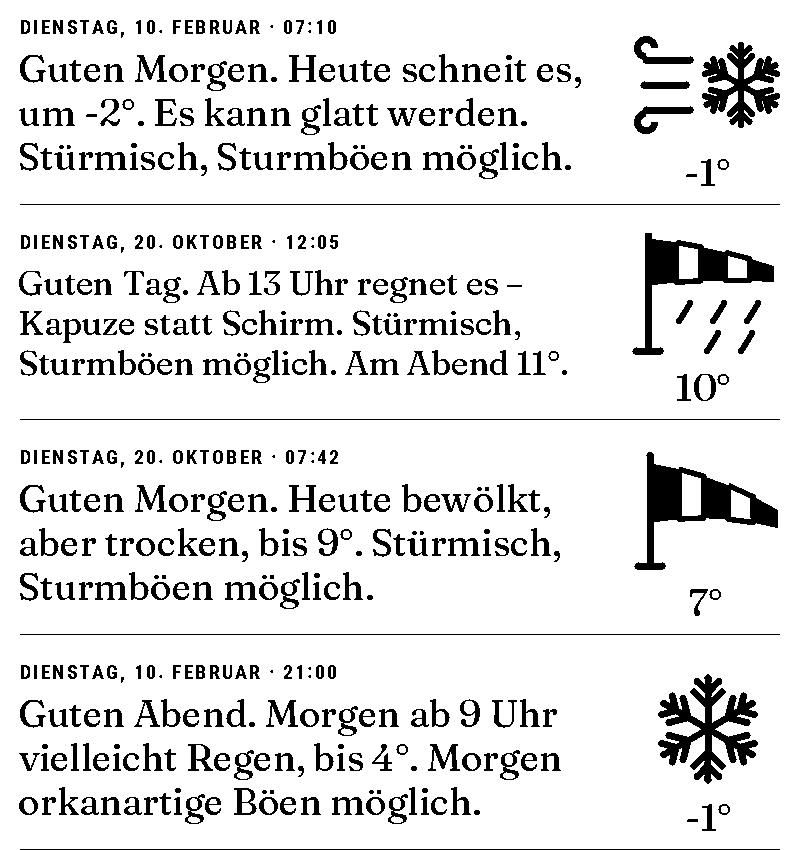 DIENSTAG, 10. FEBRUAR · 07:10
Guten Morgen. Heute schneit es,
um -2°. Es kann glatt werden.
Stürmisch, Sturmböen möglich.
-1°
DIENSTAG, 20. OKTOBER · 12:05
Guten Tag. Ab 13 Uhr regnet es –
Kapuze statt Schirm. Stürmisch,
Sturmböen möglich. Am Abend 11°.
10°
DIENSTAG, 20. OKTOBER · 07:42
Guten Morgen. Heute bewölkt,
aber trocken, bis 9°. Stürmisch,
Sturmböen möglich.
7°
DIENSTAG, 10. FEBRUAR · 21:00
Guten Abend. Morgen ab 9 Uhr
vielleicht Regen, bis 4°. Morgen
orkanartige Böen möglich.
-1°